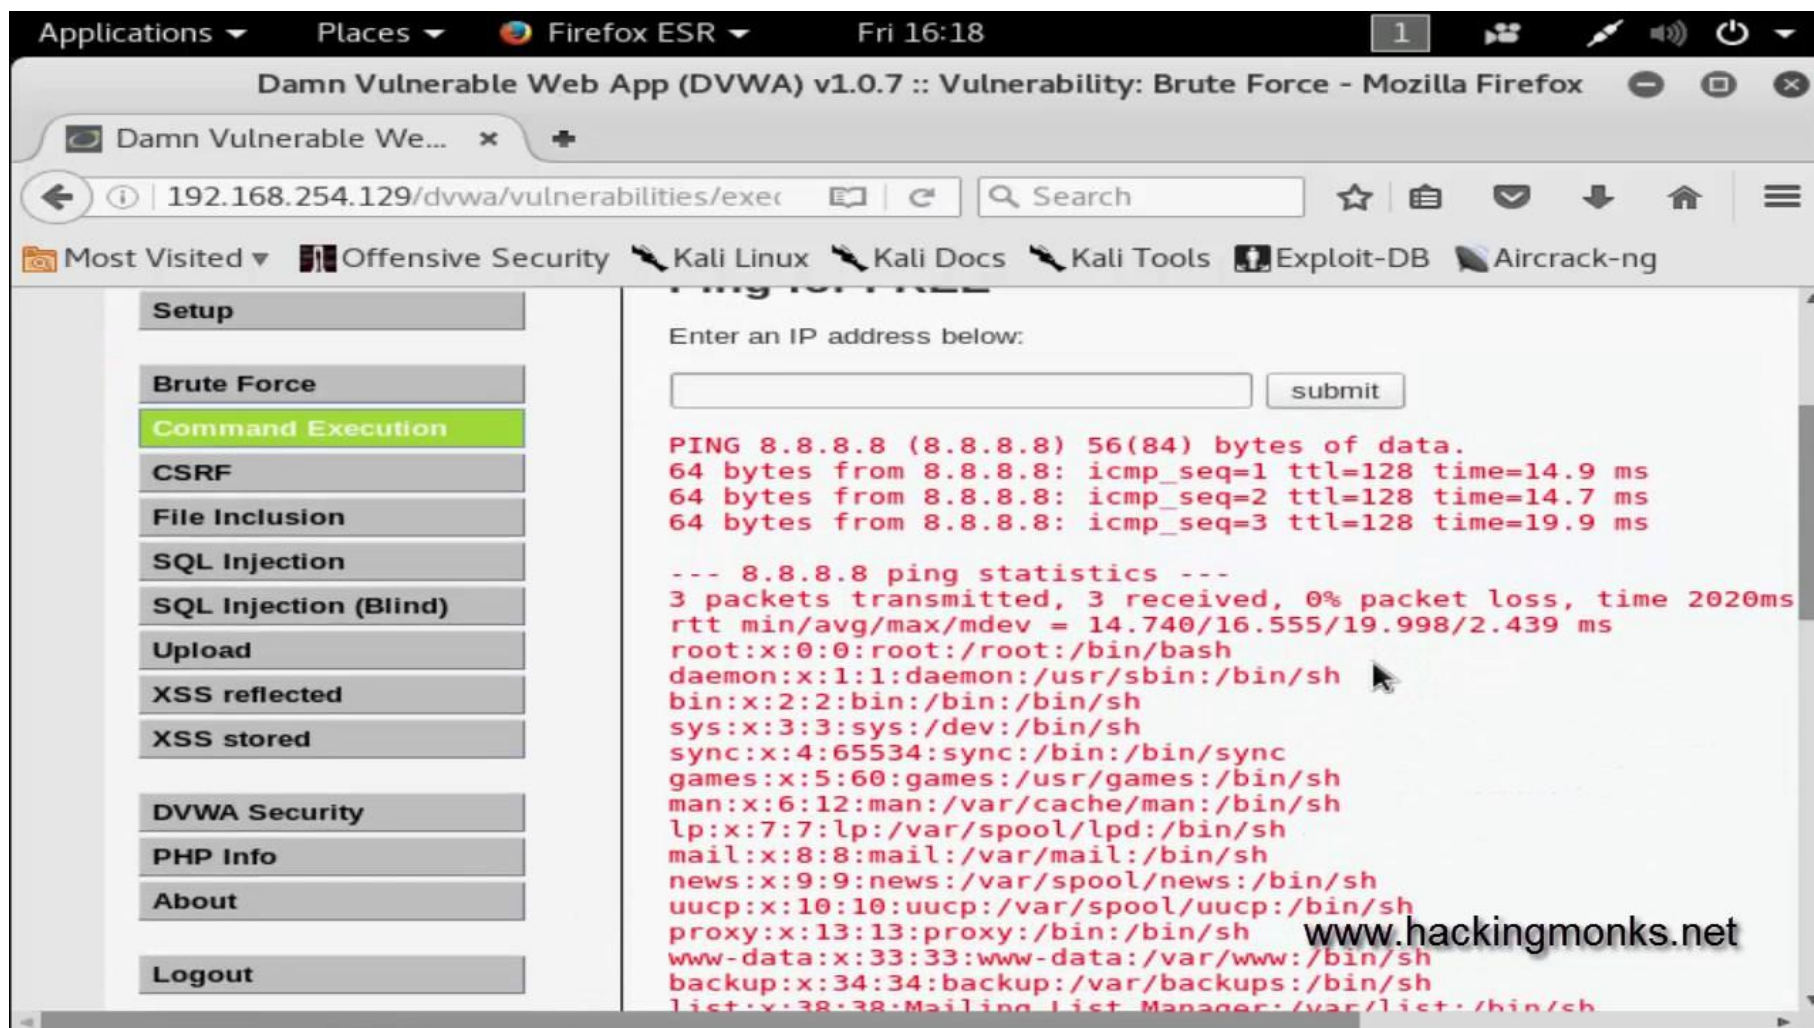 Applications Places Firefox ESR Fri 16:18 1
Damn Vulnerable Web App (DVWA) v1.0.7 :: Vulnerability: Brute Force - Mozilla Firefox
Damn Vulnerable We...
192.168.254.129/dvwa/vulnerabilities/exec Search
Most Visited Offensive Security Kali Linux Kali Docs Kali Tools Exploit-DB Aircrack-ng
Setup
Brute Force
Command Execution
CSRF
File Inclusion
SQL Injection
SQL Injection (Blind)
Upload
XSS reflected
XSS stored
DVWA Security
PHP Info
About
Logout
Ping for FREE
Enter an IP address below:
submit
PING 8.8.8.8 (8.8.8.8) 56(84) bytes of data.
64 bytes from 8.8.8.8: icmp_seq=1 ttl=128 time=14.9 ms
64 bytes from 8.8.8.8: icmp_seq=2 ttl=128 time=14.7 ms
64 bytes from 8.8.8.8: icmp_seq=3 ttl=128 time=19.9 ms
--- 8.8.8.8 ping statistics ---
3 packets transmitted, 3 received, 0% packet loss, time 2020ms
rtt min/avg/max/mdev = 14.740/16.555/19.998/2.439 ms
root:x:0:0:root:/root:/bin/bash
daemon:x:1:1:daemon:/usr/sbin:/bin/sh
bin:x:2:2:bin:/bin:/bin/sh
sys:x:3:3:sys:/dev:/bin/sh
sync:x:4:65534:sync:/bin:/bin/sync
games:x:5:60:games:/usr/games:/bin/sh
man:x:6:12:man:/var/cache/man:/bin/sh
lp:x:7:7:lp:/var/spool/lpd:/bin/sh
mail:x:8:8:mail:/var/mail:/bin/sh
news:x:9:9:news:/var/spool/news:/bin/sh
uucp:x:10:10:uucp:/var/spool/uucp:/bin/sh
proxy:x:13:13:proxy:/bin:/bin/sh
www-data:x:33:33:www-data:/var/www:/bin/sh
backup:x:34:34:backup:/var/backups:/bin/sh
list:x:38:38:Mailing List Manager:/var/list:/bin/sh
www.hackingmonks.net